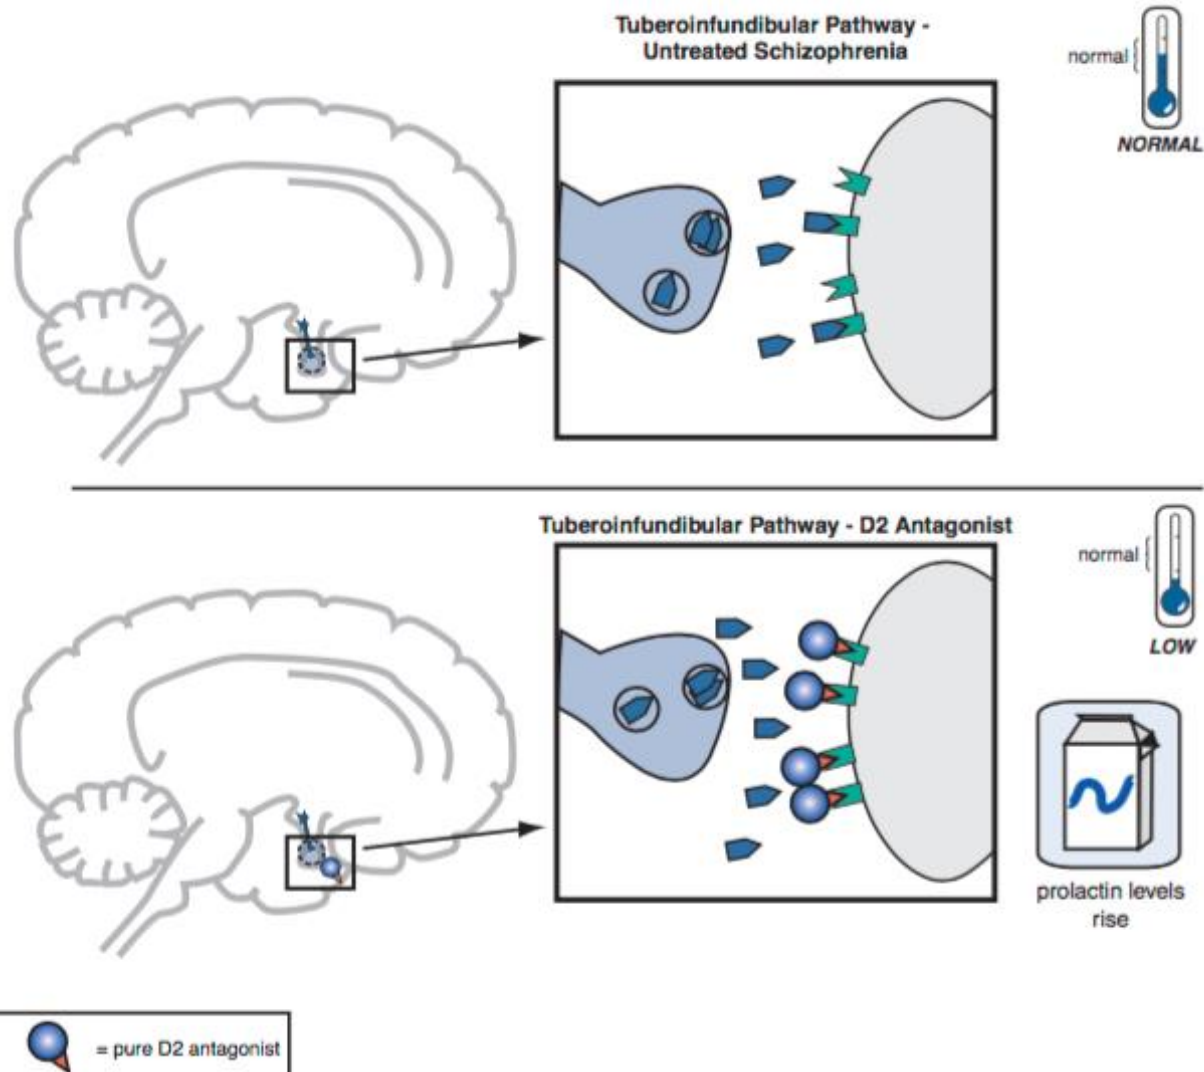 Tuberoinfundibular Pathway -
Untreated Schizophrenia
normal
NORMAL
Tuberoinfundibular Pathway - D2 Antagonist
normal
LOW
prolactin levels
rise
= pure D2 antagonist